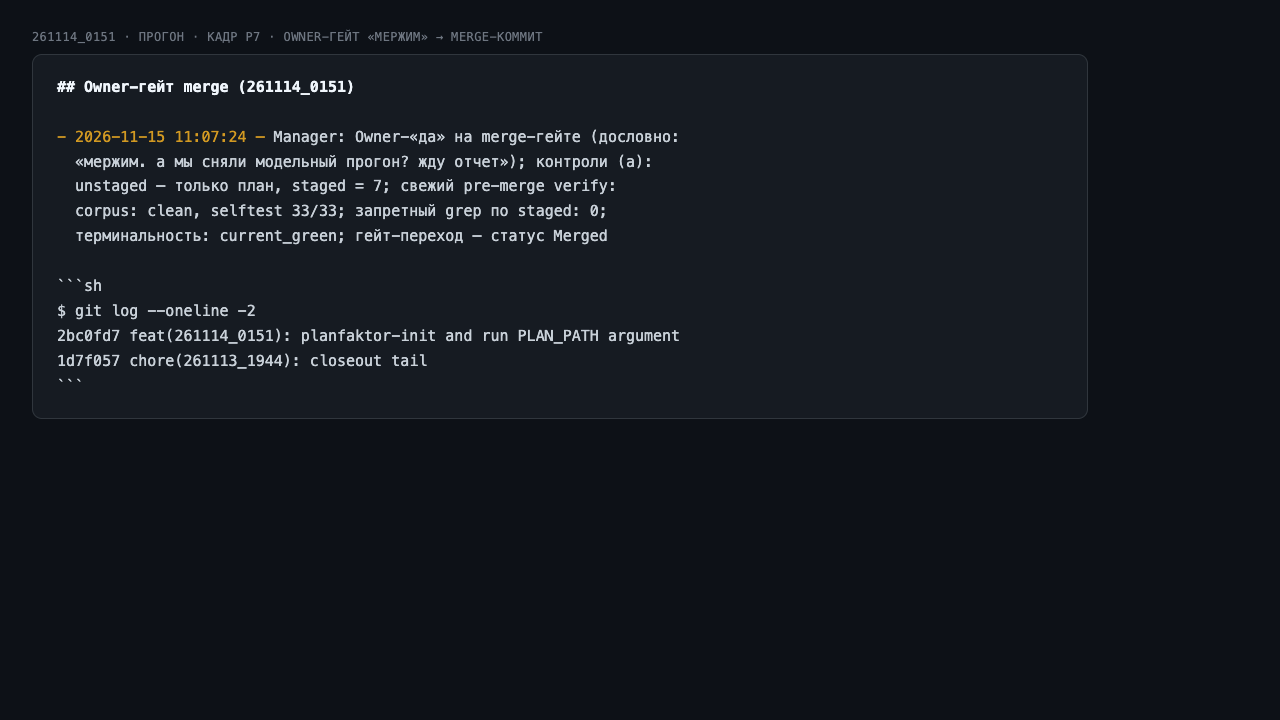 261114_0151 · ПРОГОН · КАДР P7 · OWNER-ГЕЙТ «МЕРЖИМ» → MERGE-КОММИТ
## Owner-гейт merge (261114_0151)
— 2026-11-15 11:07:24 — Manager: Owner-«да» на merge-гейте (дословно:
«мержим. а мы сняли модельный прогон? жду отчет»); контроли (a):
unstaged — только план, staged = 7; свежий pre-merge verify:
corpus: clean, selftest 33/33; запретный grep по staged: 0;
терминальность: current_green; гейт-переход — статус Merged
```sh
$ git log --oneline -2
2bc0fd7 feat(261114_0151): planfaktor-init and run PLAN_PATH argument
1d7f057 chore(261113_1944): closeout tail
```